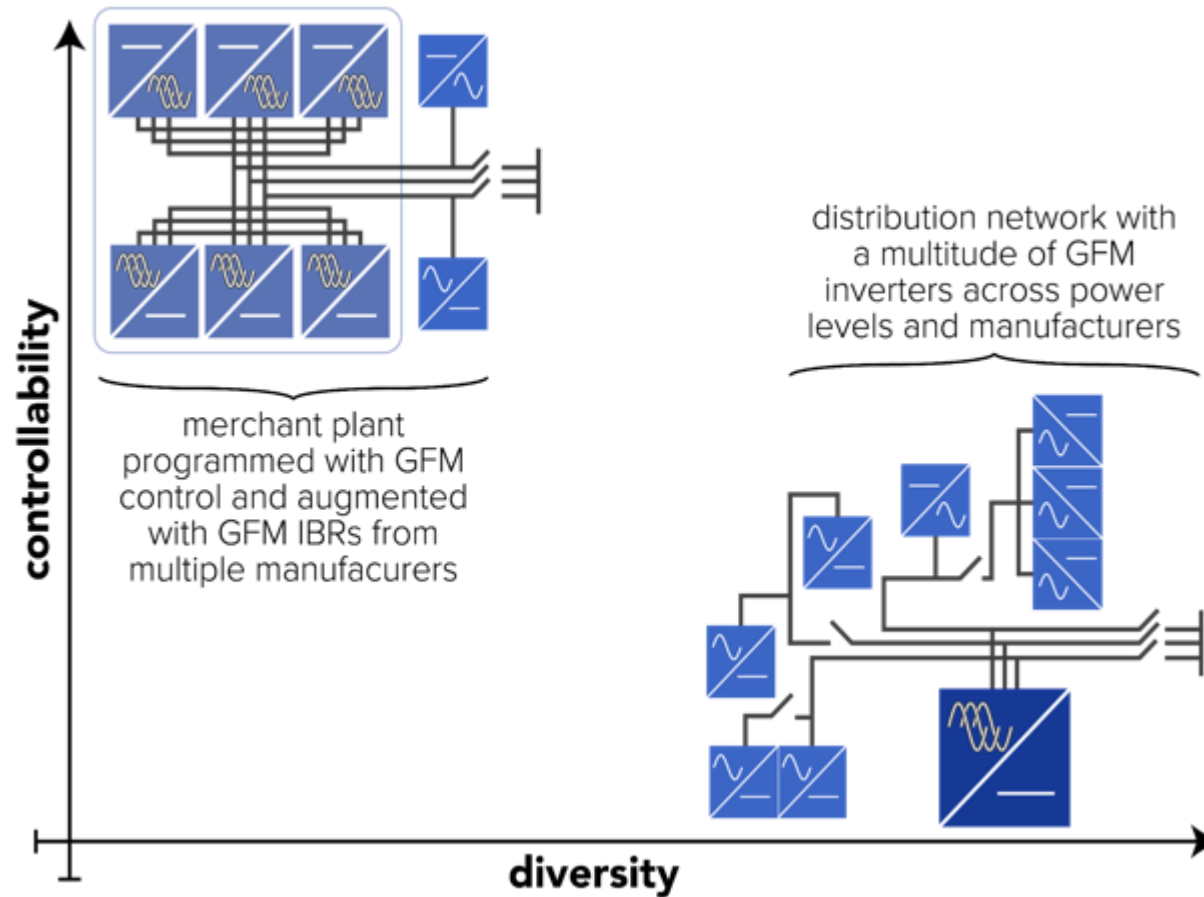 controllability
merchant plant
programmed with GFM
control and augmented
with GFM IBRs from
multiple manufacurers
distribution network with
a multitude of GFM
inverters across power
levels and manufacturers
diversity